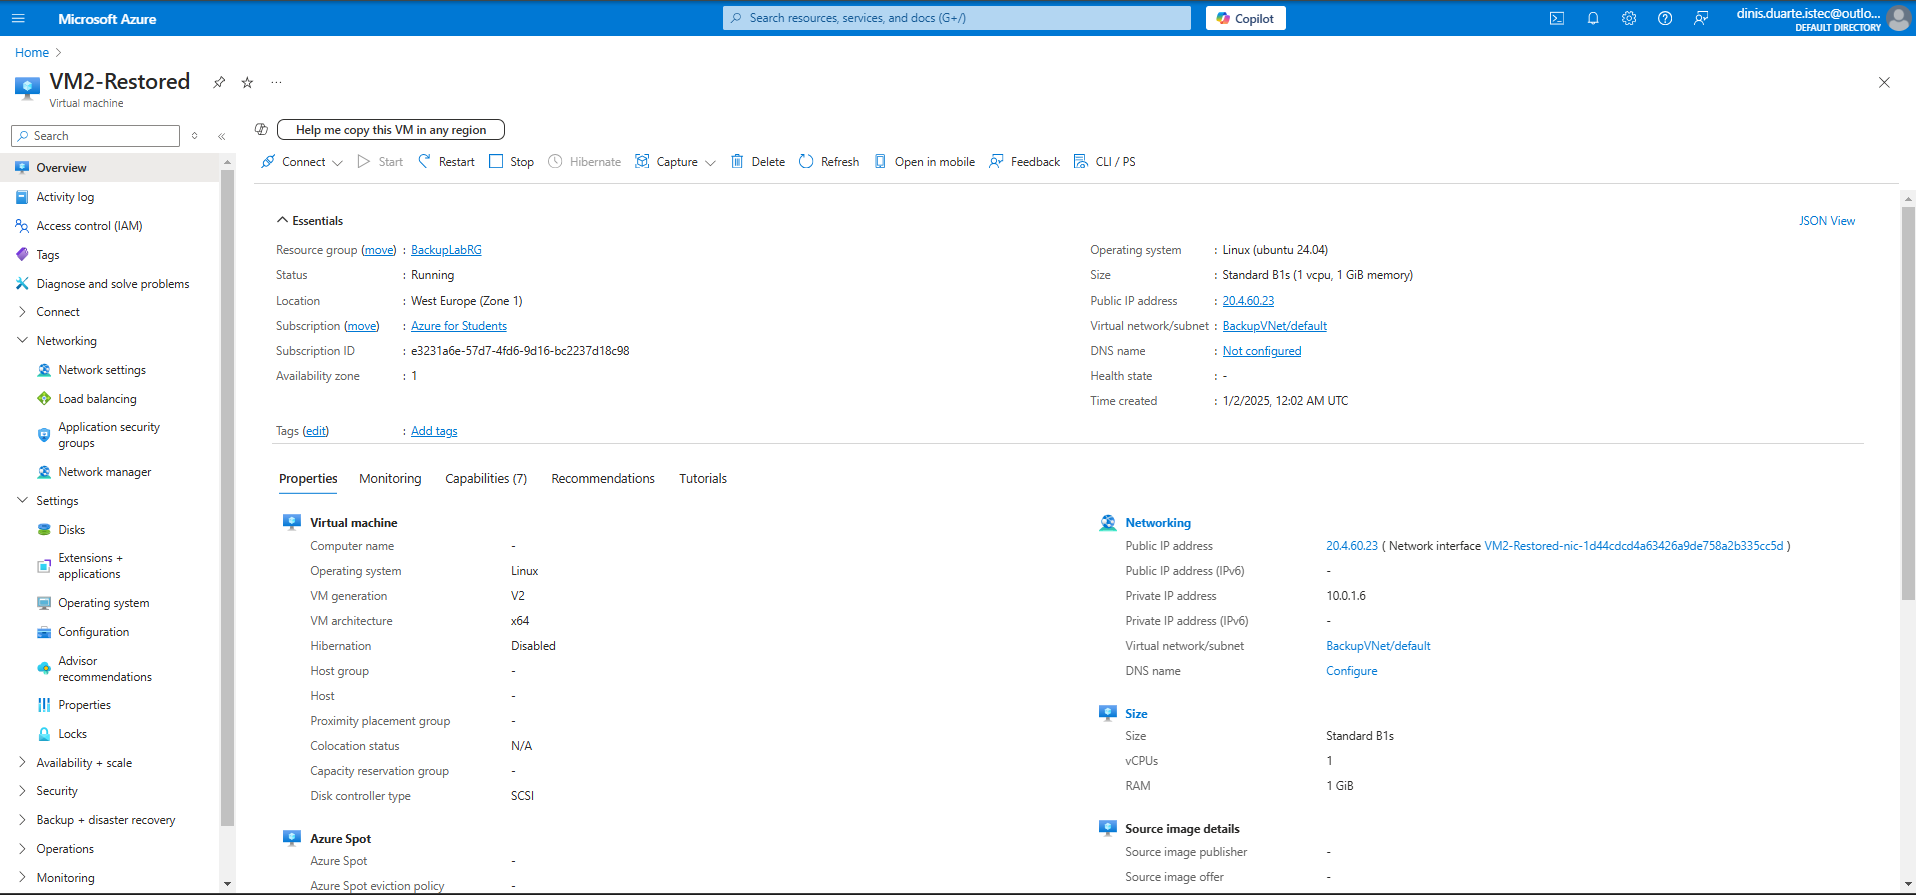 Microsoft Azure
Search resources, services, and docs (G+/)
Copilot
dinis.duarte.istec@outlo...
DEFAULT DIRECTORY
Home
VM2-Restored
Virtual machine
Search
Overview
Activity log
Access control (IAM)
Tags
Diagnose and solve problems
Connect
Networking
Network settings
Load balancing
Application security
groups
Network manager
Settings
Disks
Extensions +
applications
Operating system
Configuration
Advisor
recommendations
Properties
Locks
Availability + scale
Security
Backup + disaster recovery
Operations
Monitoring
Help me copy this VM in any region
Connect Start Restart Stop Hibernate Capture Delete Refresh Open in mobile Feedback CLI / PS
Essentials
JSON View
Resource group (move) : BackupLabRG
Status : Running
Location : West Europe (Zone 1)
Subscription (move) : Azure for Students
Subscription ID : e3231a6e-57d7-4fd6-9d16-bc2237d18c98
Availability zone : 1
Operating system : Linux (ubuntu 24.04)
Size : Standard B1s (1 vcpu, 1 GiB memory)
Public IP address : 20.4.60.23
Virtual network/subnet : BackupVNet/default
DNS name : Not configured
Health state : -
Time created : 1/2/2025, 12:02 AM UTC
Tags (edit) : Add tags
Properties Monitoring Capabilities (7) Recommendations Tutorials
Virtual machine
Computer name -
Operating system Linux
VM generation V2
VM architecture x64
Hibernation Disabled
Host group -
Host -
Proximity placement group -
Colocation status N/A
Capacity reservation group -
Disk controller type SCSI
Azure Spot
Azure Spot -
Azure Spot eviction policy -
Networking
Public IP address 20.4.60.23 ( Network interface VM2-Restored-nic-1d44cdcd4a63426a9de758a2b335cc5d )
Public IP address (IPv6) -
Private IP address 10.0.1.6
Private IP address (IPv6) -
Virtual network/subnet BackupVNet/default
DNS name Configure
Size
Size Standard B1s
vCPUs 1
RAM 1 GiB
Source image details
Source image publisher -
Source image offer -